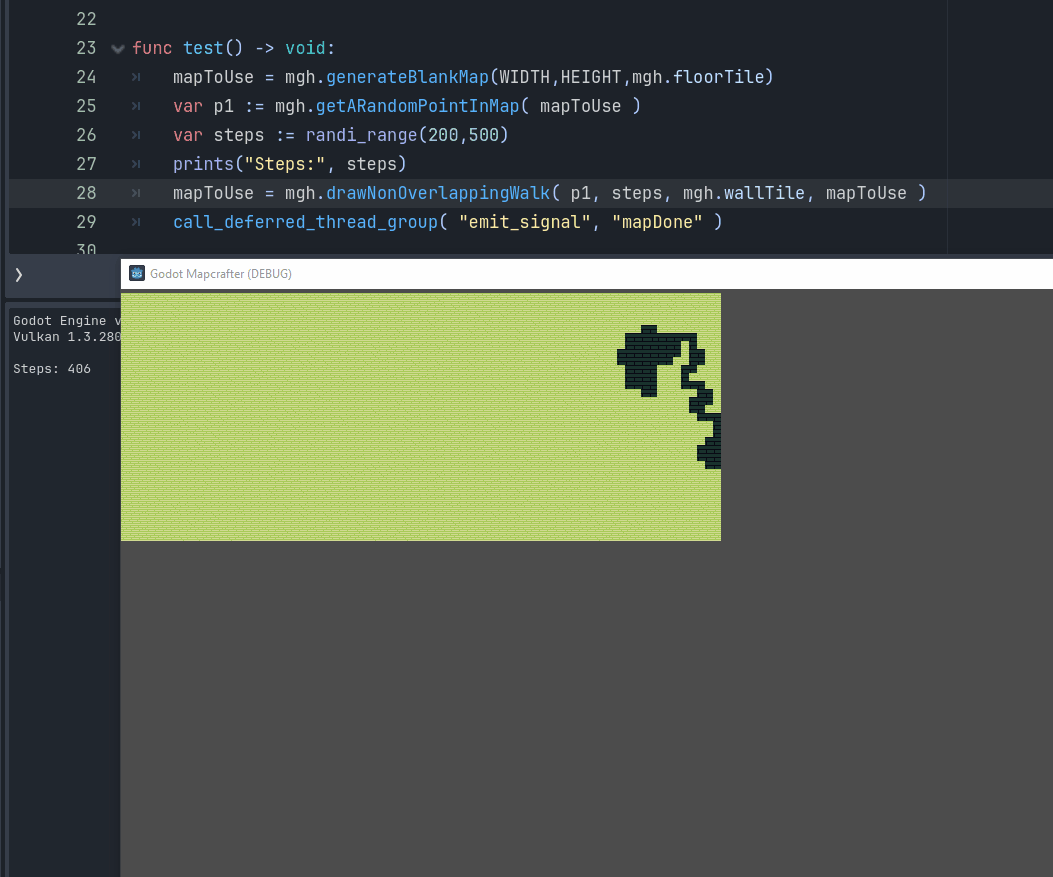 22
23 func test() -> void:
24 mapToUse = mgh.generateBlankMap(WIDTH,HEIGHT,mgh.floorTile)
25 var p1 := mgh.getARandomPointInMap( mapToUse )
26 var steps := randi_range(200,500)
27 prints("Steps:", steps)
28 mapToUse = mgh.drawNonOverlappingWalk( p1, steps, mgh.wallTile, mapToUse )
29 call_deferred_thread_group( "emit_signal", "mapDone" )
30
Godot Mapcrafter (DEBUG)
Godot Engine v
Vulkan 1.3.280
Steps: 406